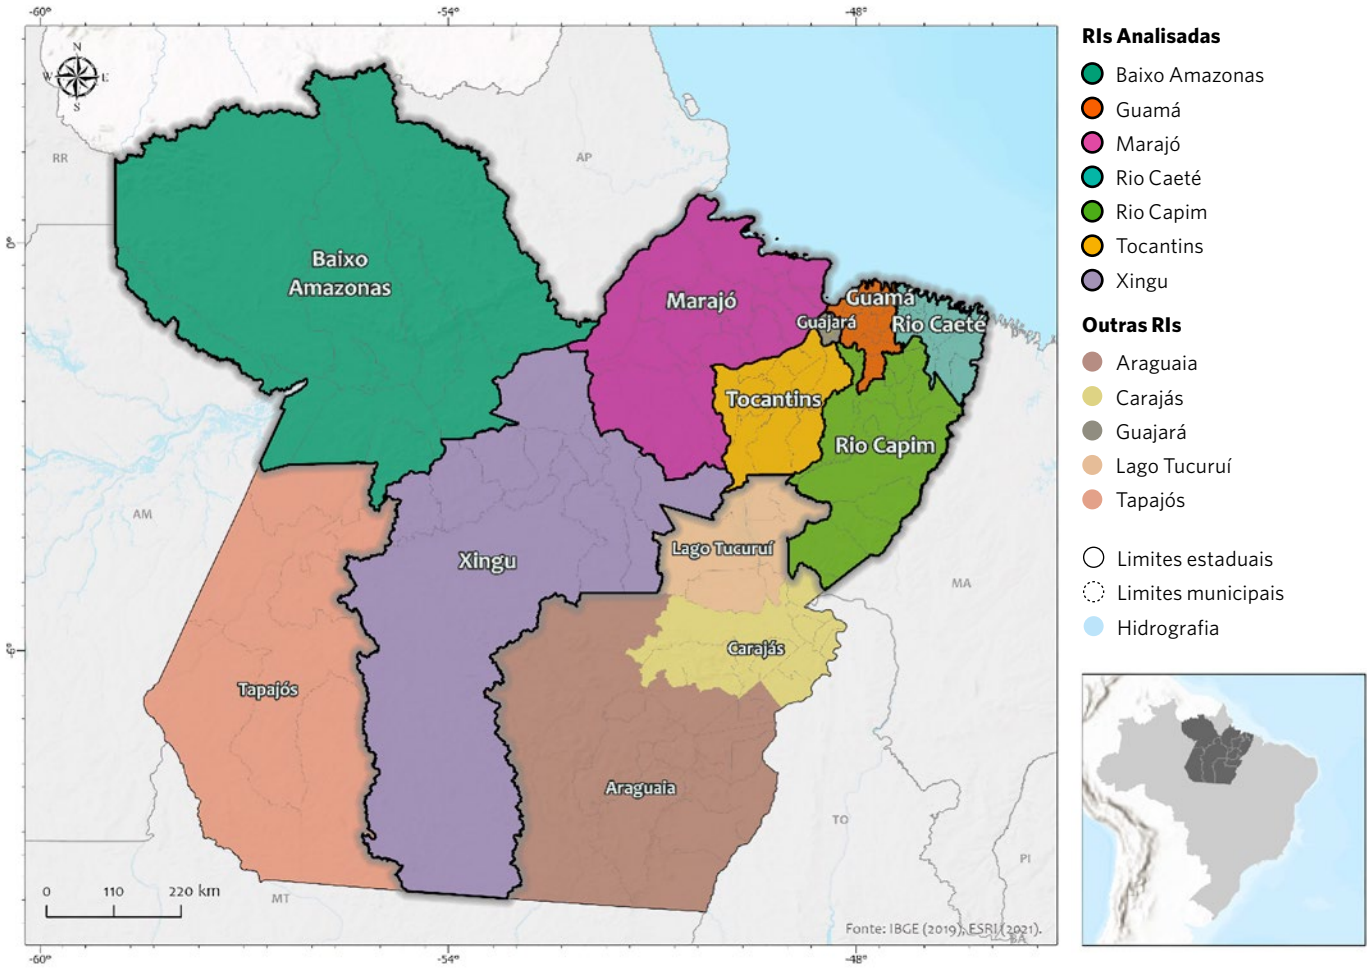 -60°
-54°
-48°
N
W
E
S
RR
AP
0°
Baixo
Amazonas
Marajó
Guamá
Guajará
Rio Caeté
Tocantins
Rio Capim
AM
Xingu
Lago Tucuruí
MA
-6°
Carajás
Tapajós
Araguaia
TO
PI
MT
BA
0
110
220 km
Fonte: IBGE (2019), ESRI (2021).
-60°
-54°
-48°
RIs Analisadas
Baixo Amazonas
Guamá
Marajó
Rio Caeté
Rio Capim
Tocantins
Xingu
Outras RIs
Araguaia
Carajás
Guajará
Lago Tucuruí
Tapajós
Limites estaduais
Limites municipais
Hidrografia